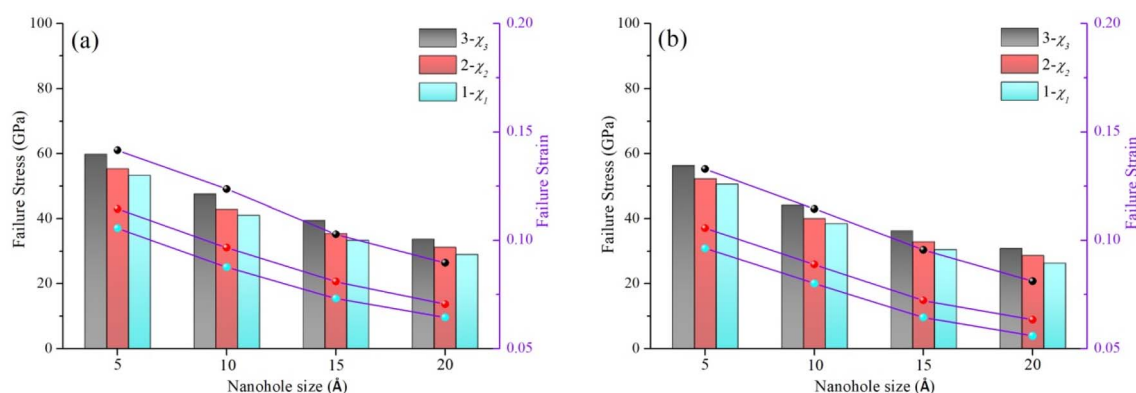 (a)
3-χ3
2-χ2
1-χ1
Failure Stress (GPa)
100
80
60
40
20
0
5 10 15 20
Nanohole size (Å)
0.20
0.15
0.10
0.05
Failure Strain
(b)
3-χ3
2-χ2
1-χ1
Failure Stress (GPa)
100
80
60
40
20
0
5 10 15 20
Nanohole size (Å)
0.20
0.15
0.10
0.05
Failure Strain